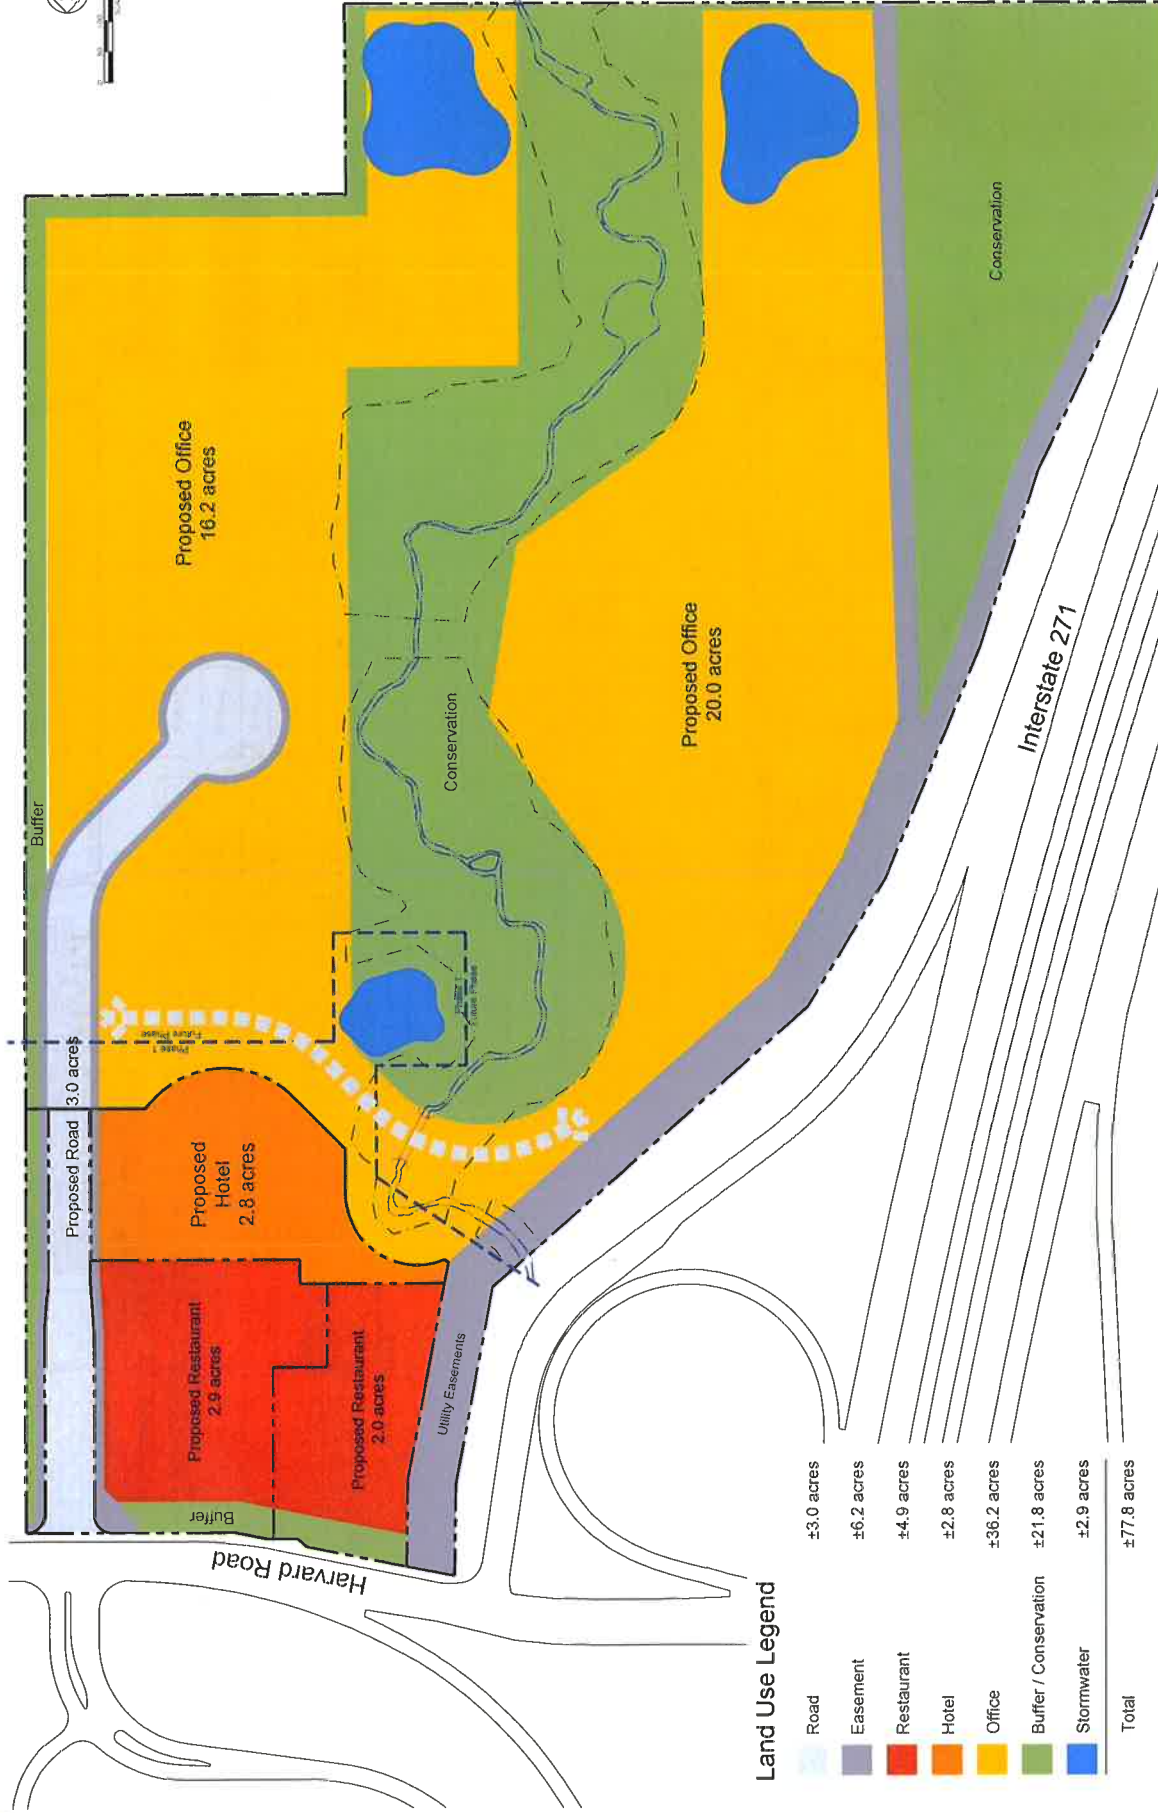 Buffer
Proposed Road 3.0 acres
Proposed Office
16.2 acres
Phase 1
Future Phase
Proposed
Hotel
2.8 acres
Proposed Restaurant
2.9 acres
Proposed Restaurant
2.0 acres
Buffer
Harvard Road
Utility Easements
Conservation
Phase 1
Future Phase
Proposed Office
20.0 acres
Conservation
Interstate 271
Land Use Legend
Road ±3.0 acres
Easement ±6.2 acres
Restaurant ±4.9 acres
Hotel ±2.8 acres
Office ±36.2 acres
Buffer / Conservation ±21.8 acres
Stormwater ±2.9 acres
Total ±77.8 acres